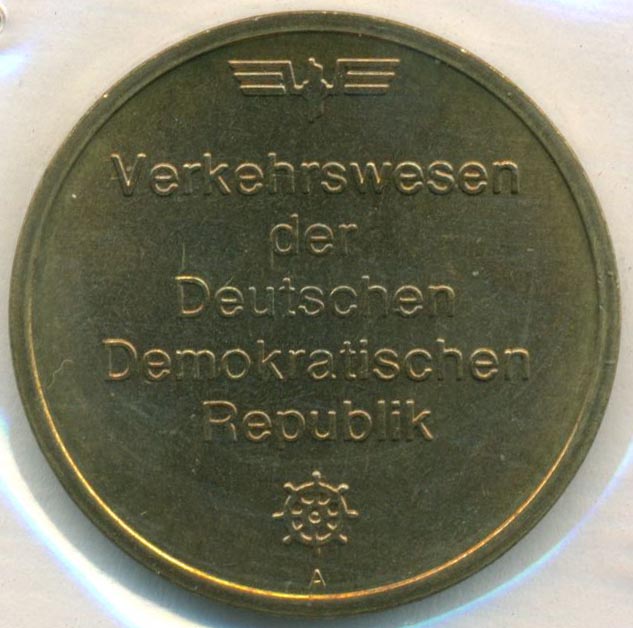 Verkehrswesen
der
Deutschen
Demokratischen
Republik
A